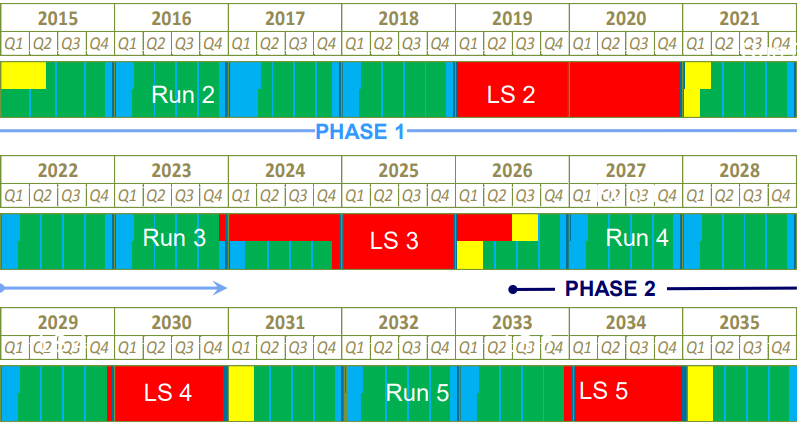 2015 2016 2017 2018 2019 2020 2021
Q1 Q2 Q3 Q4 Q1 Q2 Q3 Q4 Q1 Q2 Q3 Q4 Q1 Q2 Q3 Q4 Q1 Q2 Q3 Q4 Q1 Q2 Q3 Q4 Q1 Q2 Q3 Q4
Run 2 LS 2
PHASE 1
2022 2023 2024 2025 2026 2027 2028
Q1 Q2 Q3 Q4 Q1 Q2 Q3 Q4 Q1 Q2 Q3 Q4 Q1 Q2 Q3 Q4 Q1 Q2 Q3 Q4 Q1 Q2 Q3 Q4 Q1 Q2 Q3 Q4
Run 3 LS 3 Run 4
PHASE 2
2029 2030 2031 2032 2033 2034 2035
Q1 Q2 Q3 Q4 Q1 Q2 Q3 Q4 Q1 Q2 Q3 Q4 Q1 Q2 Q3 Q4 Q1 Q2 Q3 Q4 Q1 Q2 Q3 Q4 Q1 Q2 Q3 Q4
LS 4 Run 5 LS 5